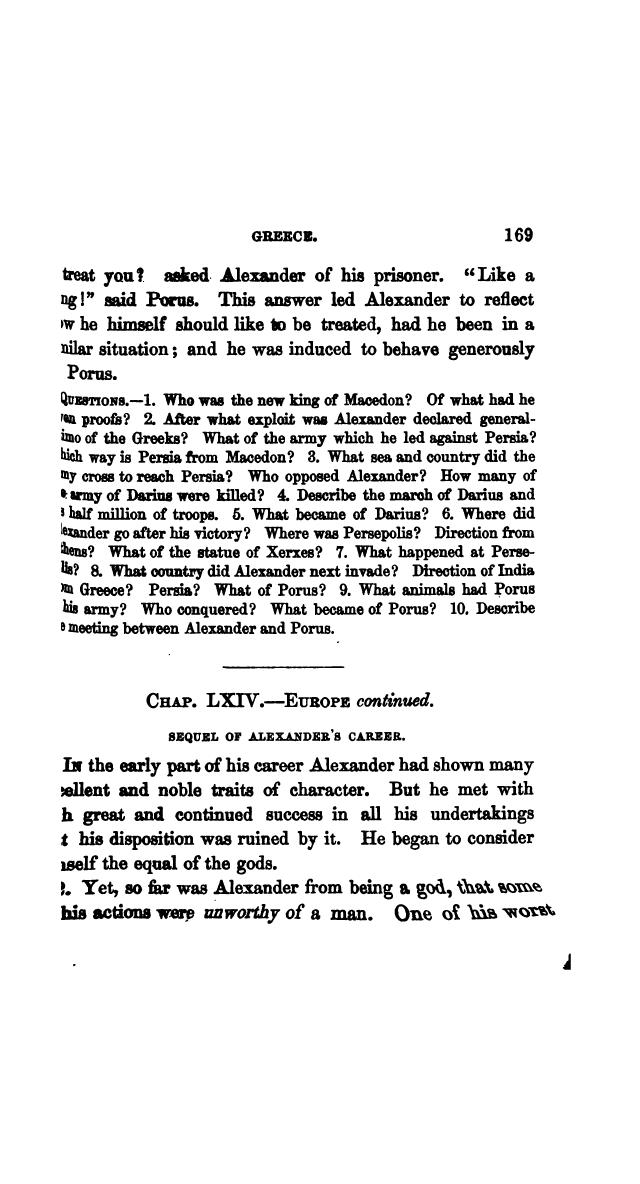 GREECE. 169
treat you? asked Alexander of his prisoner. “Like a
ng!” said Porus. This answer led Alexander to reflect
ow he himself should like to be treated, had he been in a
nilar situation; and he was induced to behave generously
Porus.
QUESTIONS.—1. Who was the new king of Macedon? Of what had he
proofs? 2. After what exploit was Alexander declared general-
imo of the Greeks? What of the army which he led against Persia?
hich way is Persia from Macedon? 3. What sea and country did the
my cross to reach Persia? Who opposed Alexander? How many of
e army of Darius were killed? 4. Describe the march of Darius and
s half million of troops. 5. What became of Darius? 6. Where did
lexander go after his victory? Where was Persepolis? Direction from
thens? What of the statue of Xerxes? 7. What happened at Perse-
lis? 8. What country did Alexander next invade? Direction of India
om Greece? Persia? What of Porus? 9. What animals had Porus
his army? Who conquered? What became of Porus? 10. Describe
e meeting between Alexander and Porus.
CHAP. LXIV.—EUROPE continued.
SEQUEL OF ALEXANDER'S CAREER.
In the early part of his career Alexander had shown many
cellent and noble traits of character. But he met with
h great and continued success in all his undertakings
t his disposition was ruined by it. He began to consider
nself the equal of the gods.
2. Yet, so far was Alexander from being a god, that some
his actions were unworthy of a man. One of his worst